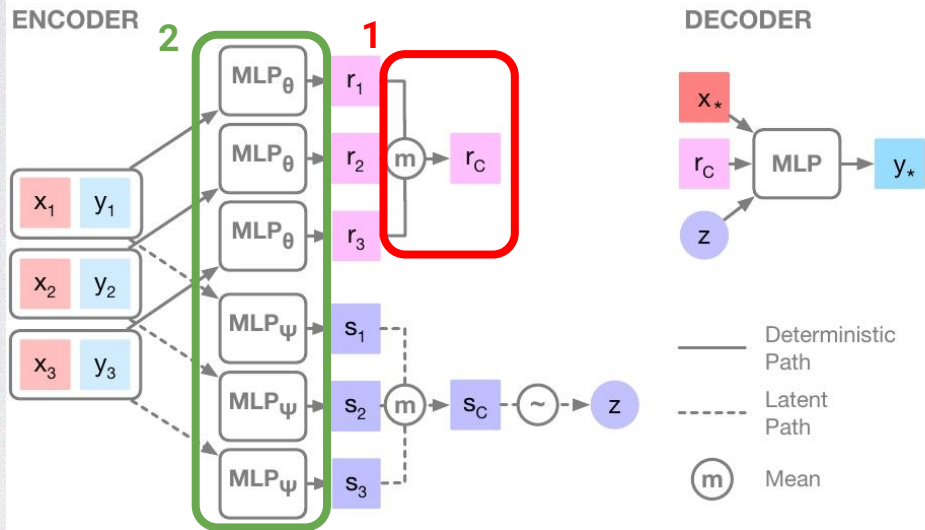 ENCODER
2
1
MLPθ
r1
MLPθ
r2
m
rC
MLPθ
r3
x1 y1
x2 y2
x3 y3
MLPΨ
s1
MLPΨ
s2
m
sC
~
z
MLPΨ
s3
DECODER
x*
rC
MLP
y*
z
Deterministic
Path
Latent
Path
m
Mean